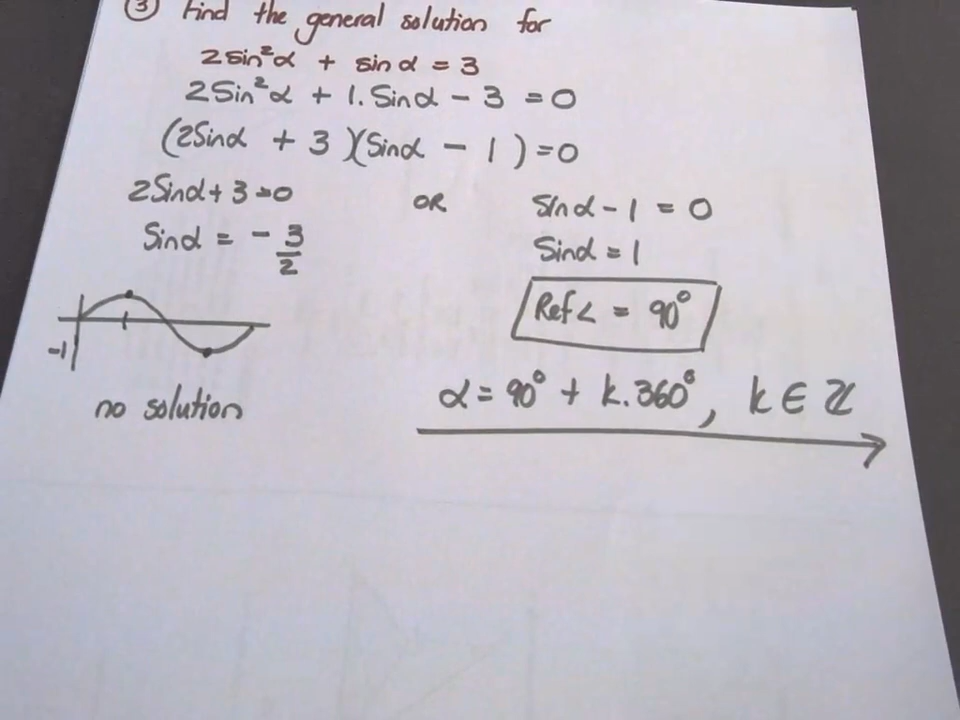 ③ Find the general solution for
2sin²α + sinα = 3
2Sin²α + 1.Sinα - 3 = 0
(2Sinα + 3)(Sinα - 1) = 0
2Sinα + 3 = 0 OR Sinα - 1 = 0
Sinα = - 3/2 Sinα = 1
Ref< = 90°
-1
α = 90° + k.360°, k ∈ ℤ
no solution